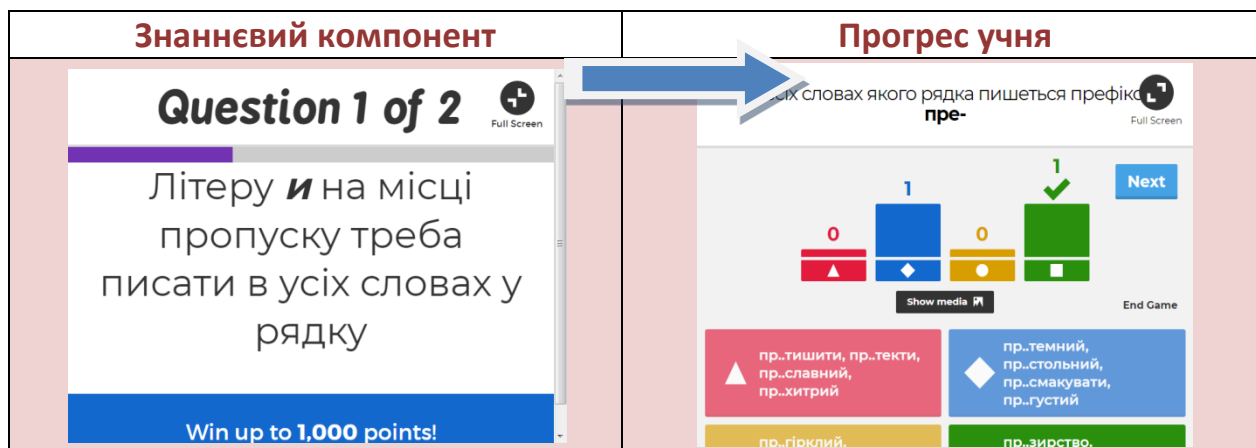 Знаннєвий компонент
Прогрес учня
Question 1 of 2
Full Screen
Літеру и на місці
пропуску треба
писати в усіх словах у
рядку
Win up to 1,000 points!
словах якого рядка пишеться префікс
пре-
Full Screen
1
1
0
0
Next
Show media
End Game
пр..тишити, пр..текти,
пр..славний,
пр..хитрий
пр..темний,
пр..стольний,
пр..смакувати,
пр..густий
пр..гірклий,
пр..зирство,